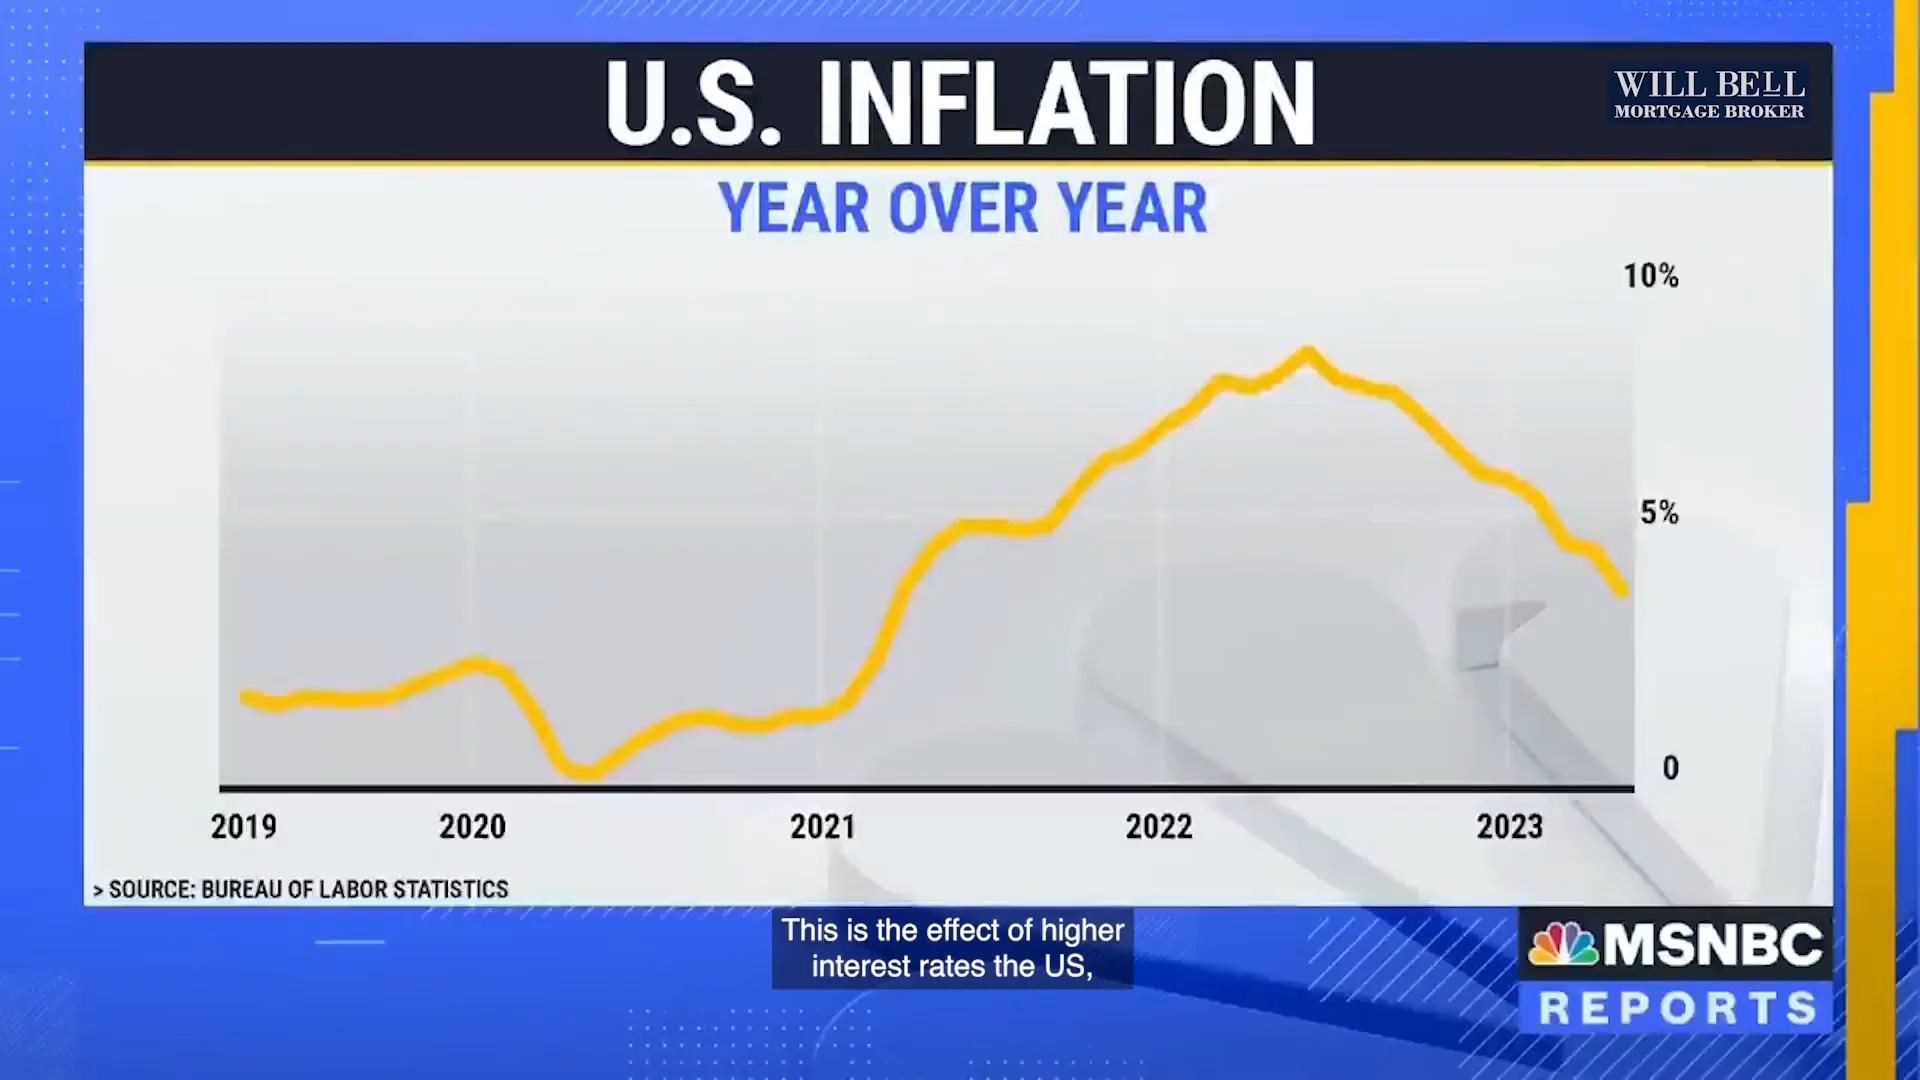 U.S. INFLATION
WILL BELL
MORTGAGE BROKER
YEAR OVER YEAR
10%
5%
0
2019 2020 2021 2022 2023
> SOURCE: BUREAU OF LABOR STATISTICS
This is the effect of higher
interest rates the US,
MSNBC
REPORTS